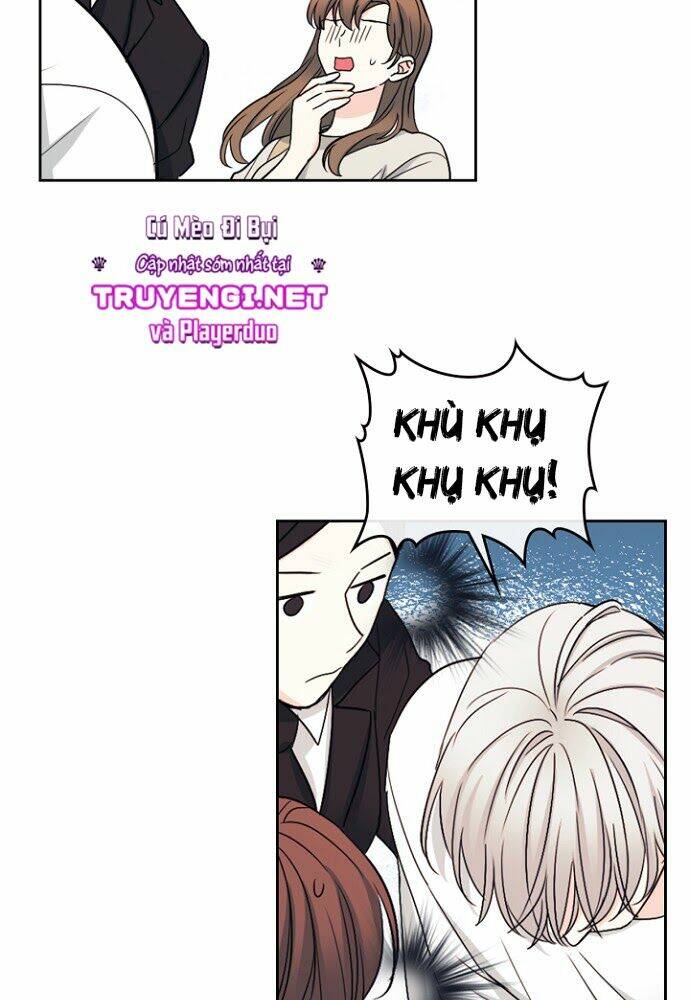 Cú Mèo Đi Bụi
Cập nhật sớm nhất tại
TRUYENGI.NET
và Playerduo
KHÙ KHỤ
KHỤ KHỤ!